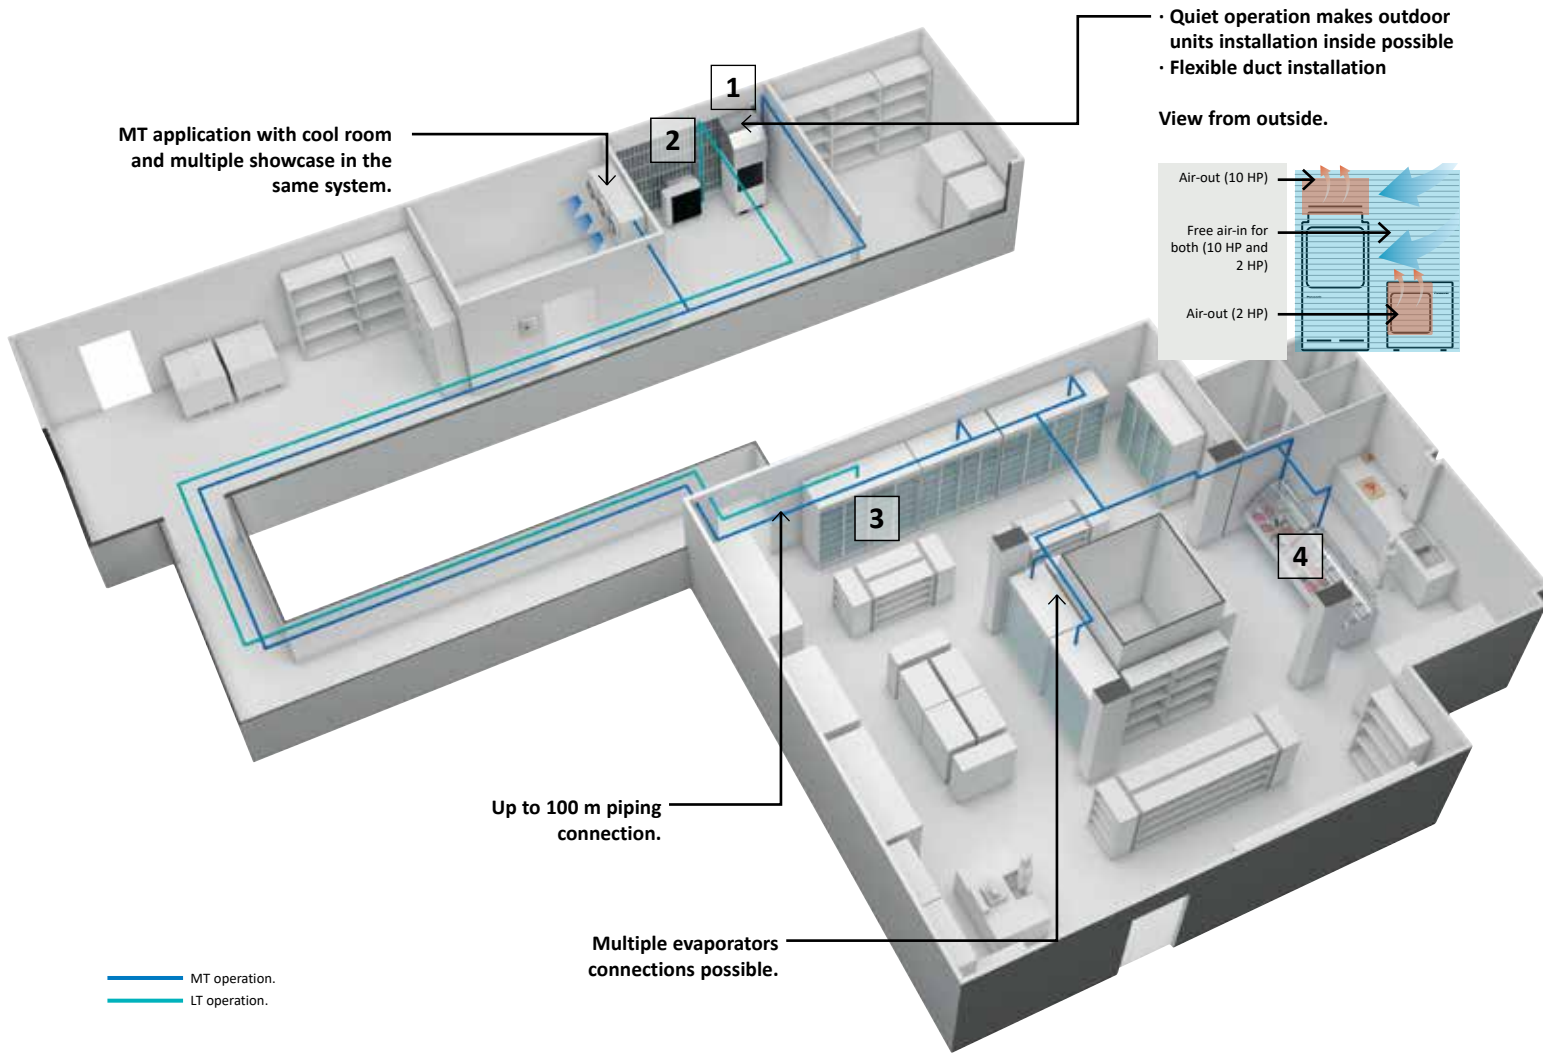 · Quiet operation makes outdoor
units installation inside possible
· Flexible duct installation
View from outside.
Air-out (10 HP)
Free air-in for
both (10 HP and
2 HP)
Air-out (2 HP)
1
2
MT application with cool room
and multiple showcase in the
same system.
3
4
Up to 100 m piping
connection.
Multiple evaporators
connections possible.
MT operation.
LT operation.